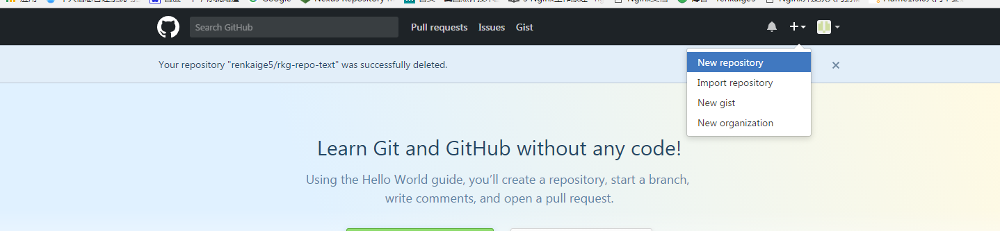 Search GitHub
Pull requests Issues Gist
Your repository "renkaige5/rkg-repo-text" was successfully deleted.
New repository
Import repository
New gist
New organization
Learn Git and GitHub without any code!
Using the Hello World guide, you’ll create a repository, start a branch,
write comments, and open a pull request.